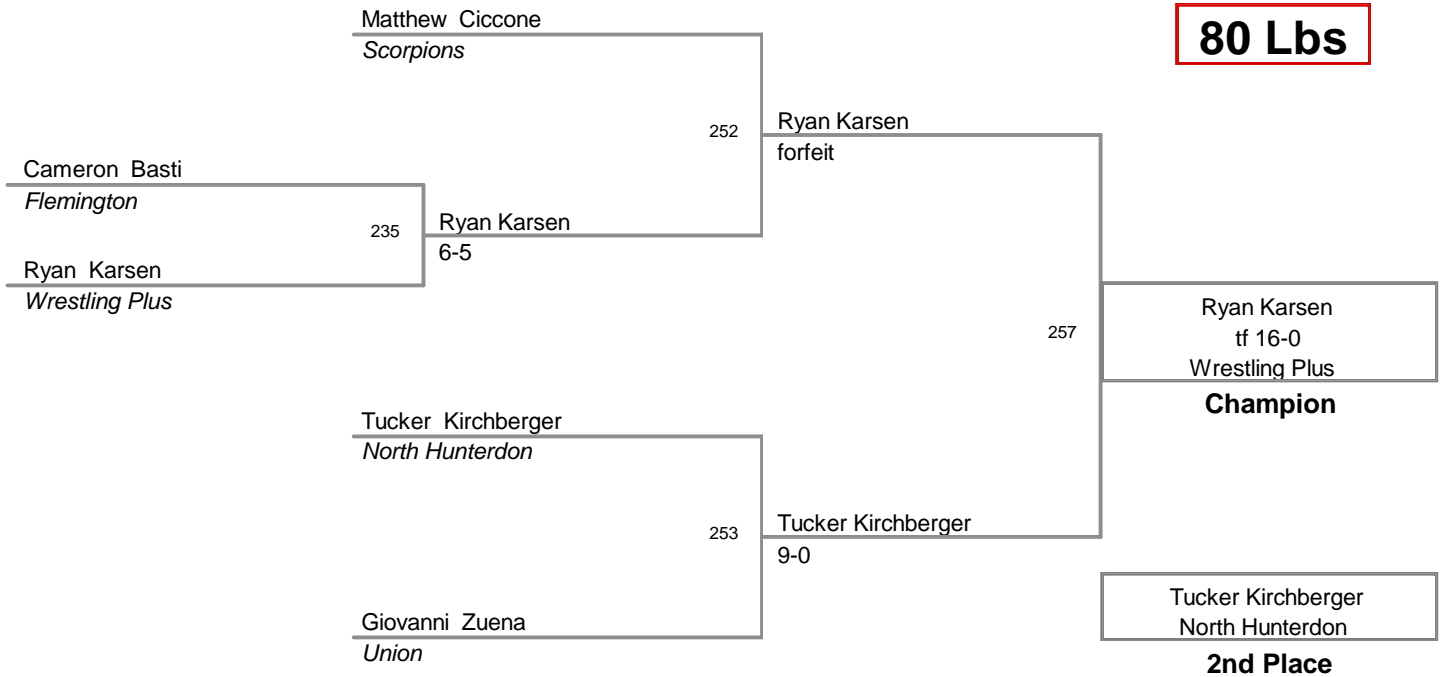 80 Lbs
Matthew Ciccone
Scorpions
252
Ryan Karsen
forfeit
Cameron Basti
Flemington
235
Ryan Karsen
6-5
Ryan Karsen
Wrestling Plus
257
Ryan Karsen
tf 16-0
Wrestling Plus
Champion
Tucker Kirchberger
North Hunterdon
253
Tucker Kirchberger
9-0
Giovanni Zuena
Union
Tucker Kirchberger
North Hunterdon
2nd Place